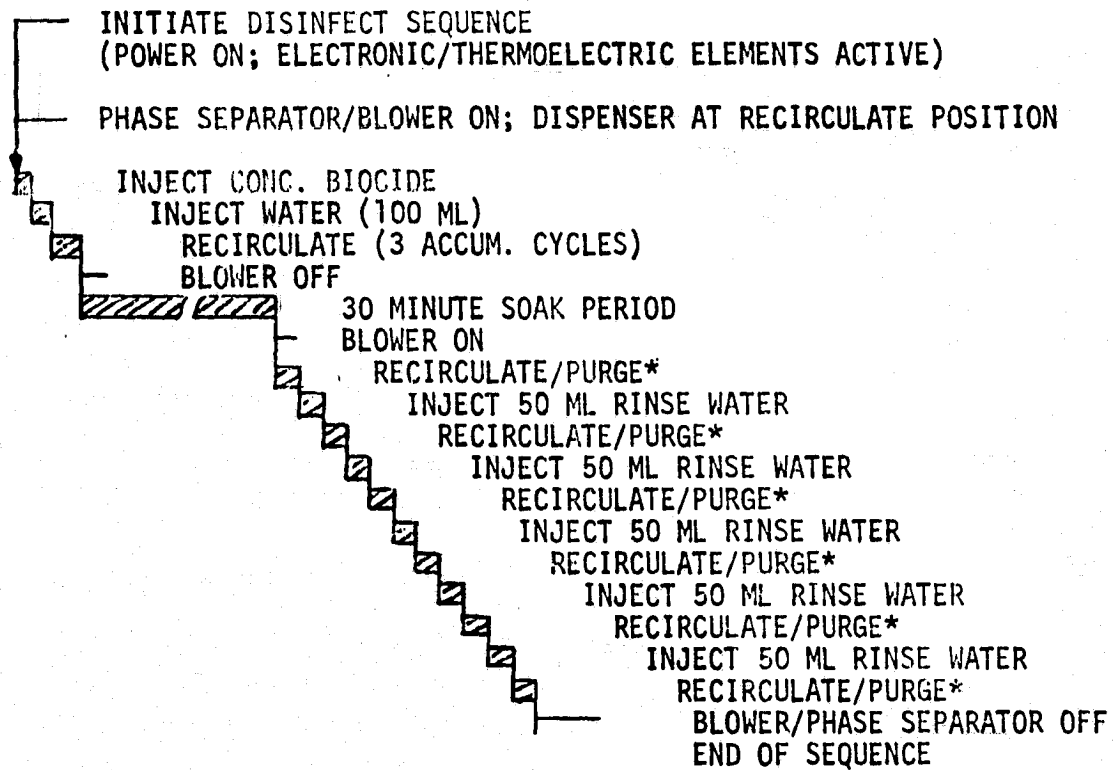 INITIATE DISINFECT SEQUENCE
(POWER ON; ELECTRONIC/THERMOELECTRIC ELEMENTS ACTIVE)
PHASE SEPARATOR/BLOWER ON; DISPENSER AT RECIRCULATE POSITION
INJECT CONC. BIOCIDE
INJECT WATER (100 ML)
RECIRCULATE (3 ACCUM. CYCLES)
BLOWER OFF
30 MINUTE SOAK PERIOD
BLOWER ON
RECIRCULATE/PURGE*
INJECT 50 ML RINSE WATER
RECIRCULATE/PURGE*
INJECT 50 ML RINSE WATER
RECIRCULATE/PURGE*
INJECT 50 ML RINSE WATER
RECIRCULATE/PURGE*
INJECT 50 ML RINSE WATER
RECIRCULATE/PURGE*
INJECT 50 ML RINSE WATER
RECIRCULATE/PURGE*
BLOWER/PHASE SEPARATOR OFF
END OF SEQUENCE